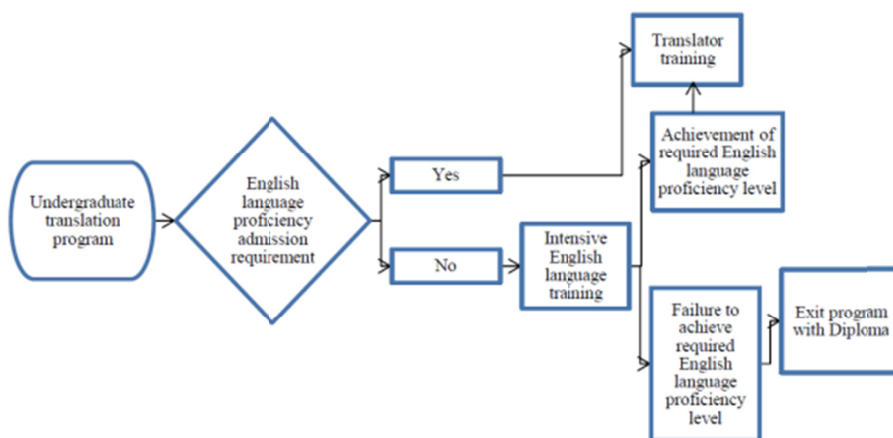 Undergraduate
translation
program
English
language
proficiency
admission
requirement
Yes
No
Intensive
English
language
training
Translator
training
Achievement of
required English
language
proficiency level
Failure to
achieve
required
English
language
proficiency
level
Exit program
with Diploma